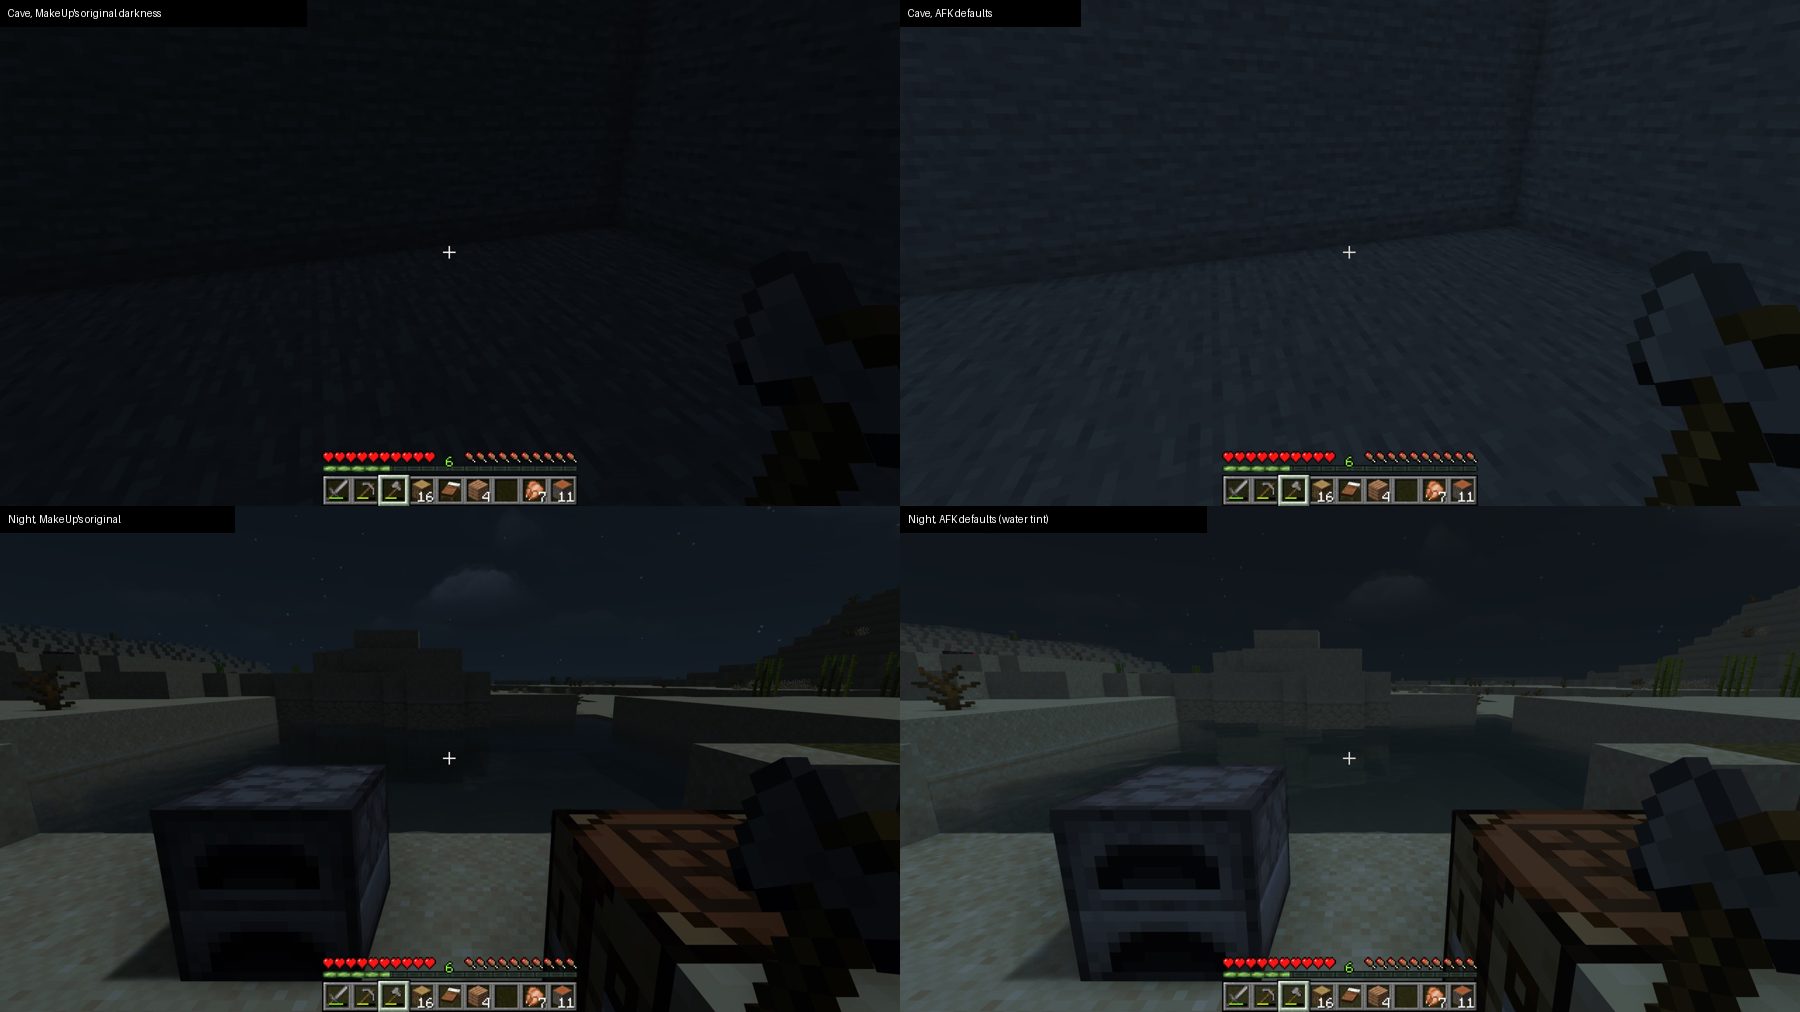 Cave, MakeUp's original darkness
Cave, AFK defaults
6
16 4 7 11
6
16 4 7 11
Night, MakeUp's original
Night, AFK defaults (water tint)
6
16 4 7 11
6
16 4 7 11